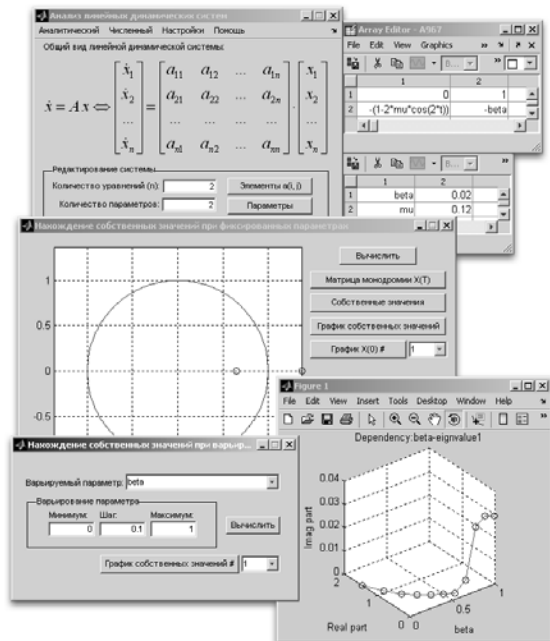 Анализ линейных динамических систем
Аналитический Численный Настройки Помощь
Общий вид линейной динамической системы:
ẋ = A x ⇔ [ẋ₁ ẋ₂ ... ẋₙ] = [a₁₁ a₁₂ ... a₁ₙ
a₂₁ a₂₂ ... a₂ₙ
... ... ... ...
aₙ₁ aₙ₂ ... aₙₙ] · [x₁ x₂ ... xₙ]
Редактирование системы
Количество уравнений (n): 2 Элементы a(i, j)
Количество параметров: 2 Параметры
Array Editor - A967
File Edit View Graphics
1 2
1 0 1
2 -(1-2*mu*cos(2*t)) -beta
1 2
1 beta 0.02
2 mu 0.12
Нахождение собственных значений при фиксированных параметрах
1
0.5
0
-0.5
Вычислить
Матрица монодромии X(T)
Собственные значения
График собственных значений
График X(0) # 1
Нахождение собственных значений при варьир...
Варьируемый параметр: beta
Варьирование параметра
Минимум: Шаг: Максимум:
0 0.1 1
Вычислить
График собственных значений # 1
Figure 1
File Edit View Insert Tools Desktop Window Help
Dependency:beta-eignvalue1
0.04
0.03
0.02
0.01
0
Imag part
2
1
0
Real part
0
0.5
1
beta